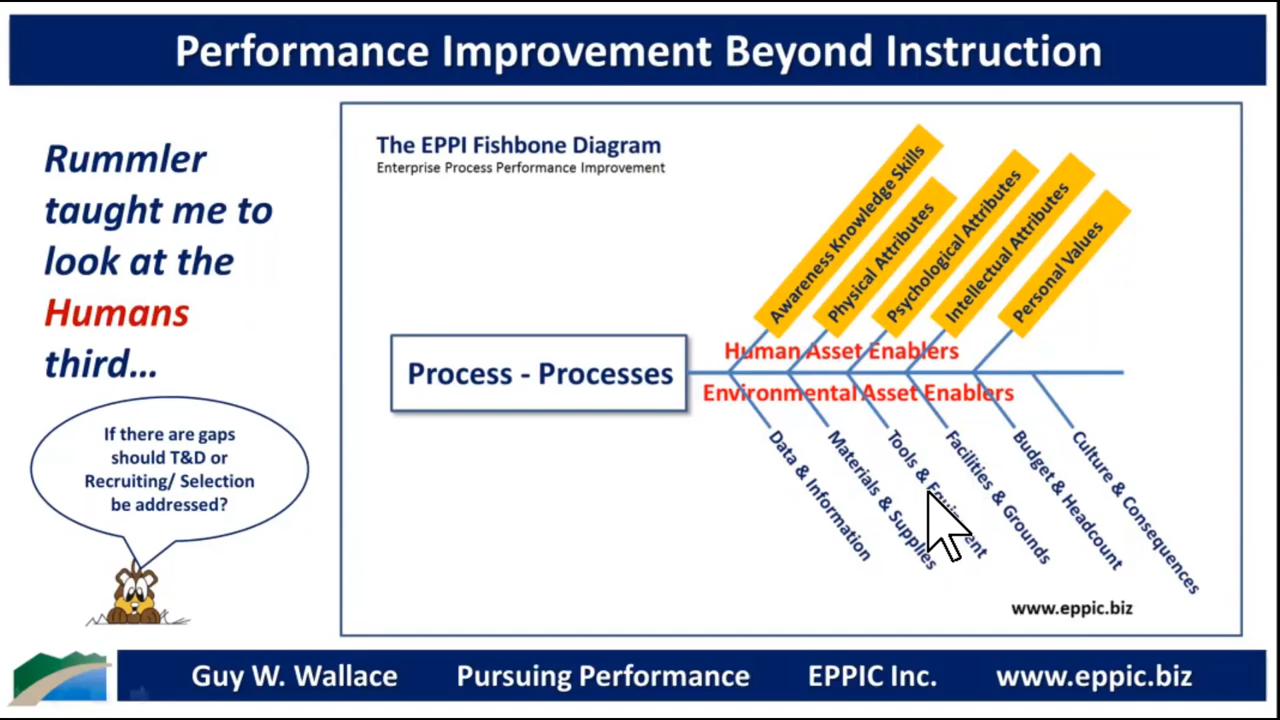 Performance Improvement Beyond Instruction
Rummler
taught me to
look at the
Humans
third...
If there are gaps
should T&D or
Recruiting/ Selection
be addressed?
The EPPI Fishbone Diagram
Enterprise Process Performance Improvement
Awareness Knowledge Skills
Physical Attributes
Psychological Attributes
Intellectual Attributes
Personal Values
Human Asset Enablers
Process - Processes
Environmental Asset Enablers
Data & Information
Materials & Supplies
Tools &
Facilities & Grounds
Budget & Headcount
Culture & Consequences
www.eppic.biz
Guy W. Wallace Pursuing Performance EPPIC Inc. www.eppic.biz